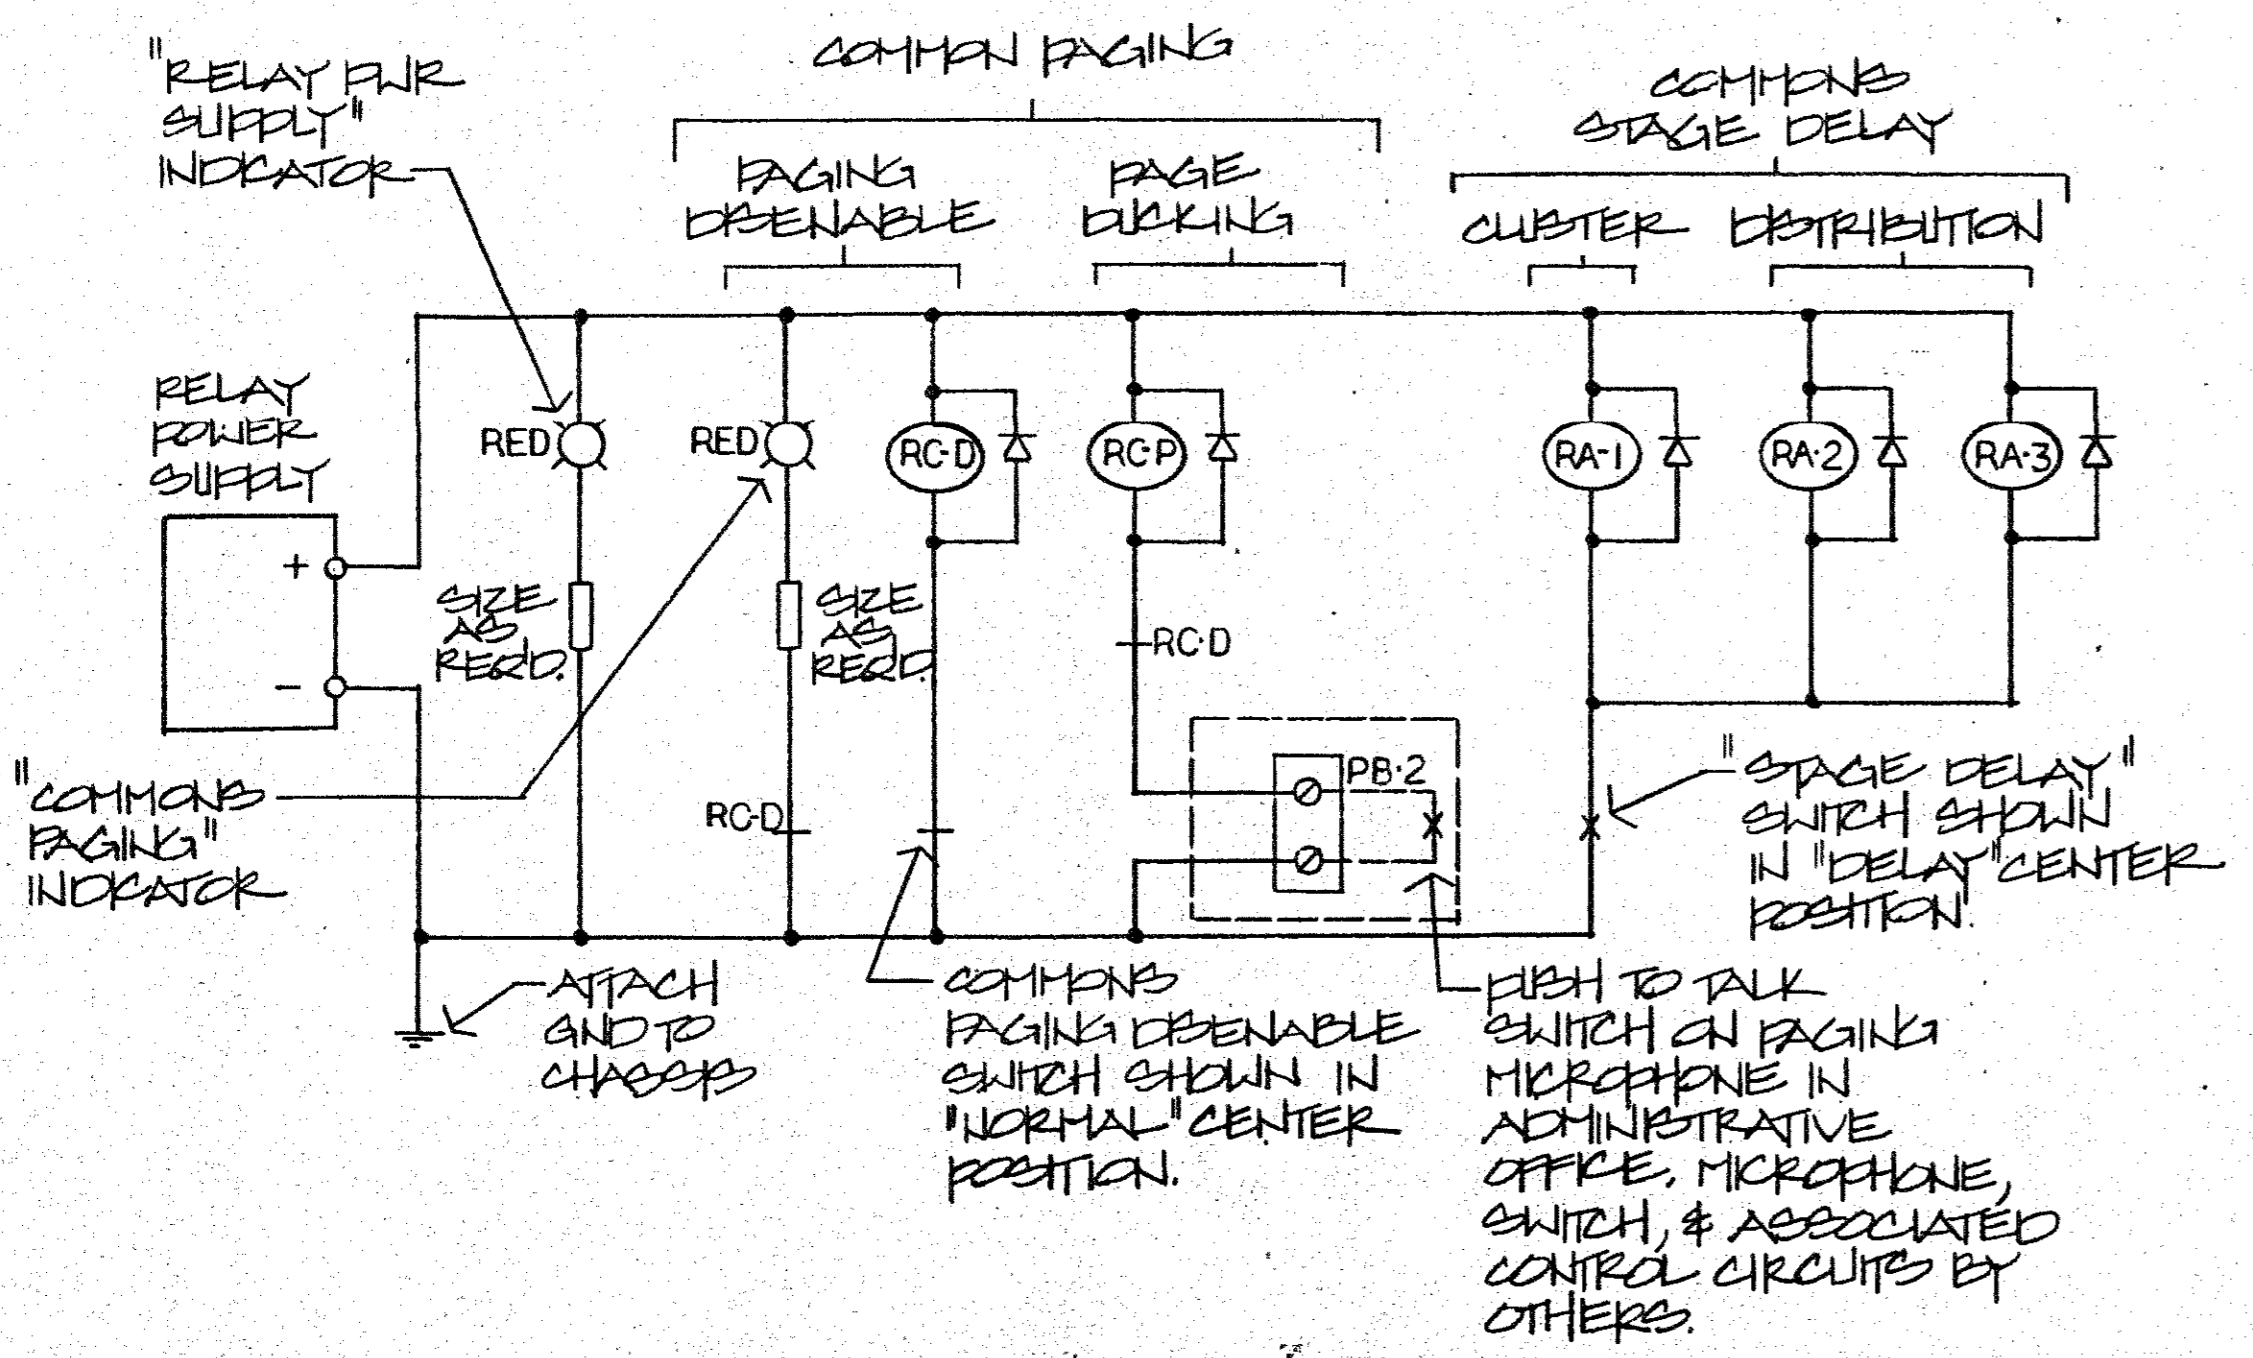 "RELAY PWR
SUPPLY"
INDICATOR
COMMON PAGING
COMMONS
STAGE DELAY
PAGING
DISENABLE
PAGE
DUCKING
CLUSTER
DISTRIBUTION
RELAY
POWER
SUPPLY
+
-
RED
RED
RC-D
RC-P
RA-1
RA-2
RA-3
SIZE
AS
REQ'D.
SIZE
AS
REQ'D.
RC-D
RC-D
PB-2
"COMMONS
PAGING"
INDICATOR
"STAGE DELAY"
SWITCH SHOWN
IN "DELAY" CENTER
POSITION.
ATTACH
GND TO
CHASSIS
COMMONS
PAGING DISENABLE
SWITCH SHOWN IN
"NORMAL" CENTER
POSITION.
PUSH TO TALK
SWITCH ON PAGING
MICROPHONE IN
ADMINISTRATIVE
OFFICE. MICROPHONE,
SWITCH, & ASSOCIATED
CONTROL CIRCUITS BY
OTHERS.